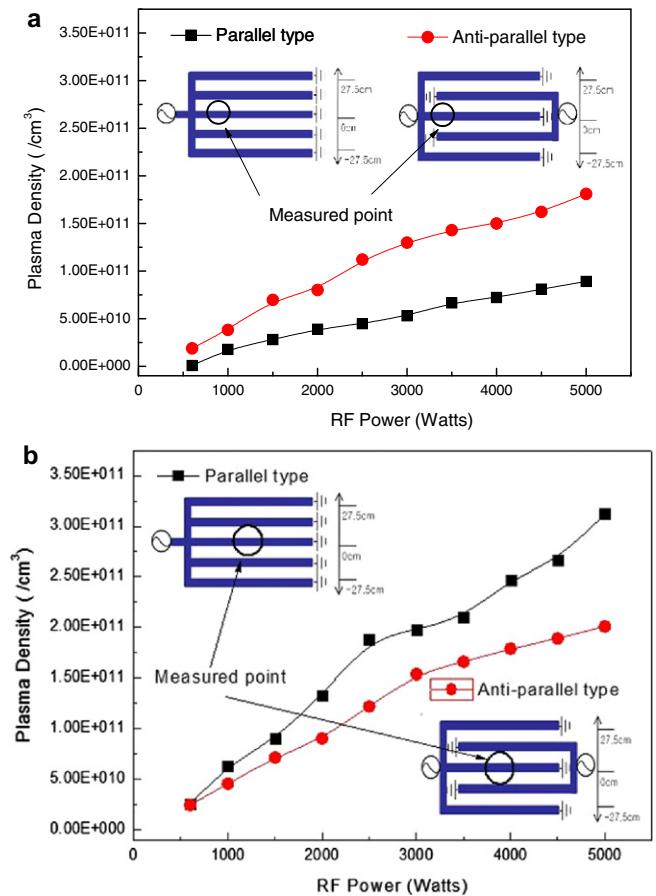 a
3.50E+011
3.00E+011
2.50E+011
2.00E+011
1.50E+011
1.00E+011
5.00E+010
0.00E+000
Plasma Density ( /cm³)
Parallel type
Anti-parallel type
27.5cm
0cm
-27.5cm
27.5cm
0cm
-27.5cm
Measured point
0 1000 2000 3000 4000 5000
RF Power (Watts)
b
3.50E+011
3.00E+011
2.50E+011
2.00E+011
1.50E+011
1.00E+011
5.00E+010
0.00E+000
Plasma Density ( /cm³)
Parallel type
27.5cm
0cm
-27.5cm
Measured point
Anti-parallel type
27.5cm
0cm
-27.5cm
0 1000 2000 3000 4000 5000
RF Power (Watts)